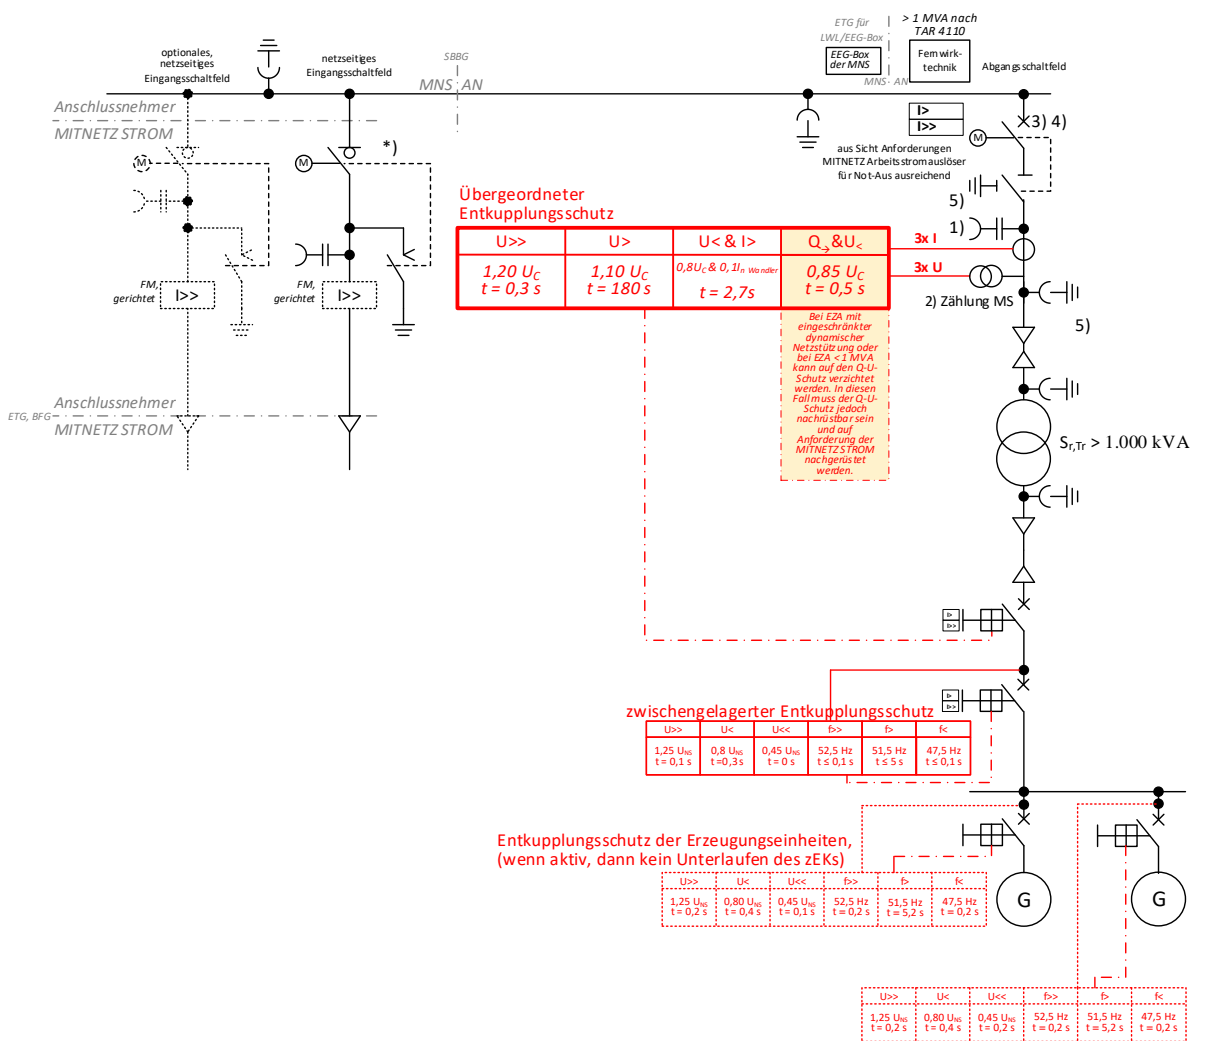 optionales,
netzseitiges
Eingangsschaltfeld
netzseitiges
Eingangsschaltfeld
SBBG
MNS AN
ETG für
LWL/EEG-Box
EEG-Box
der MNS
MNS AN
> 1 MVA nach
TAR 4110
Fernwirk-
technik
Abgangsschaltfeld
Anschlussnehmer
MITNETZ STROM
M
M
*)
I>
I>>
3) 4)
M
aus Sicht Anforderungen
MITNETZ Arbeitsstromauslöser
für Not-Aus ausreichend
5)
1)
FM,
gerichtet
I>>
FM,
gerichtet
I>>
Übergeordneter
Entkupplungsschutz
U>> U> U< & I> Q→&U<
1,20 UC 1,10 UC 0,8UC & 0,1In Wandler 0,85 UC
t = 0,3 s t = 180 s t = 2,7s t = 0,5 s
3x I
3x U
2) Zählung MS
5)
Bei EZA mit
eingeschränkter
dynamischer
Netzstützung oder
bei EZA < 1 MVA
kann auf den Q-U-
Schutz verzichtet
werden. In diesen
Fall muss der Q-U-
Schutz jedoch
nachrüstbar sein
und auf
Anforderung der
MITNETZ STROM
nachgerüstet
werden.
Anschlussnehmer
ETG, BFG
MITNETZ STROM
Sr,Tr > 1.000 kVA
I>
I>>
I>
I>>
zwischengelagerter Entkupplungsschutz
U>> U< U<< f>> f> f<
1,25 UNS 0,8 UNS 0,45 UNS 52,5 Hz 51,5 Hz 47,5 Hz
t = 0,1 s t =0,3 s t = 0 s t ≤ 0,1 s t ≤ 5 s t ≤ 0,1 s
Entkupplungsschutz der Erzeugungseinheiten,
(wenn aktiv, dann kein Unterlaufen des zEKs)
U>> U< U<< f>> f> f<
1,25 UNS 0,80 UNS 0,45 UNS 52,5 Hz 51,5 Hz 47,5 Hz
t = 0,2 s t = 0,4 s t = 0,1 s t = 0,2 s t = 5,2 s t = 0,2 s
G
G
U>> U< U<< f>> f> f<
1,25 UNS 0,80 UNS 0,45 UNS 52,5 Hz 51,5 Hz 47,5 Hz
t = 0,2 s t = 0,4 s t = 0,2 s t = 0,2 s t = 5,2 s t = 0,2 s